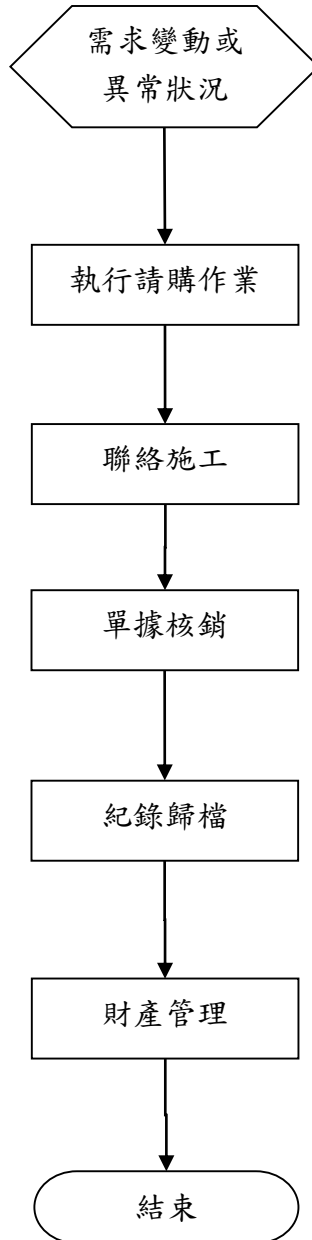 需求變動或
異常狀況
執行請購作業
聯絡施工
單據核銷
紀錄歸檔
財產管理
結束